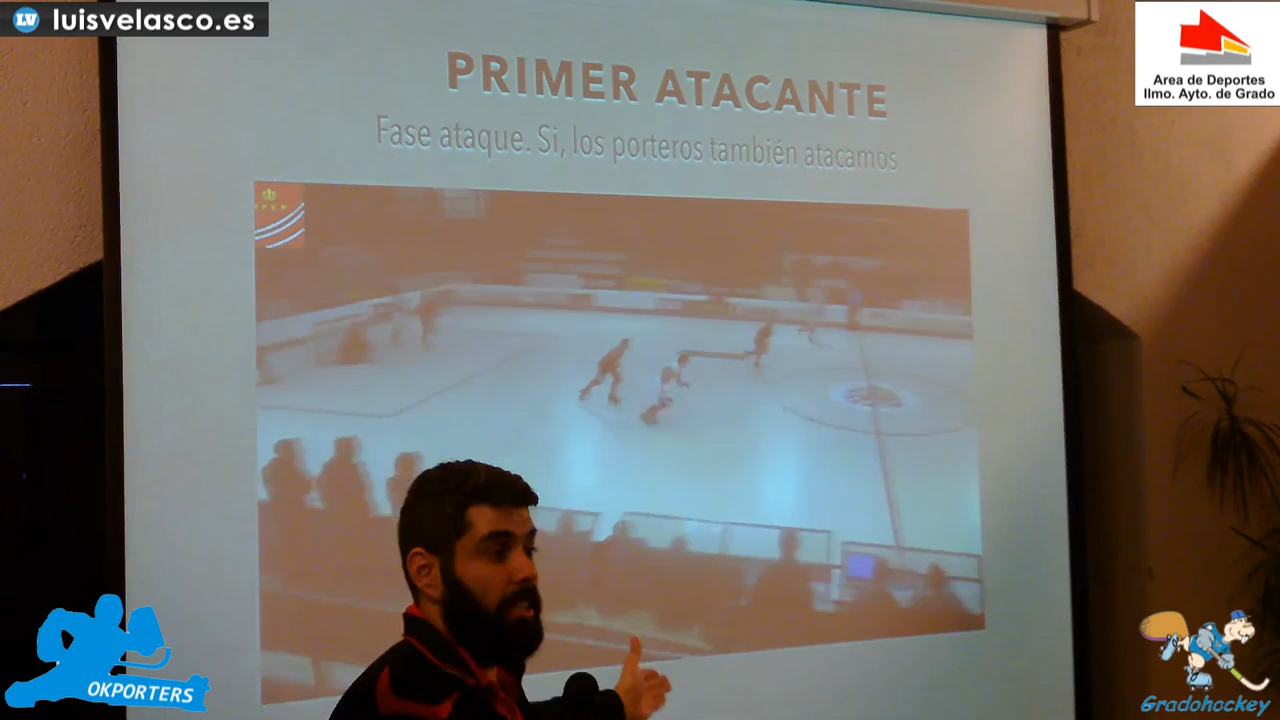 LV luisvelasco.es
PRIMER ATACANTE
Fase ataque. Si, los porteros también atacamos
Area de Deportes
Ilmo. Ayto. de Grado
OKPORTERS
Gradohockey